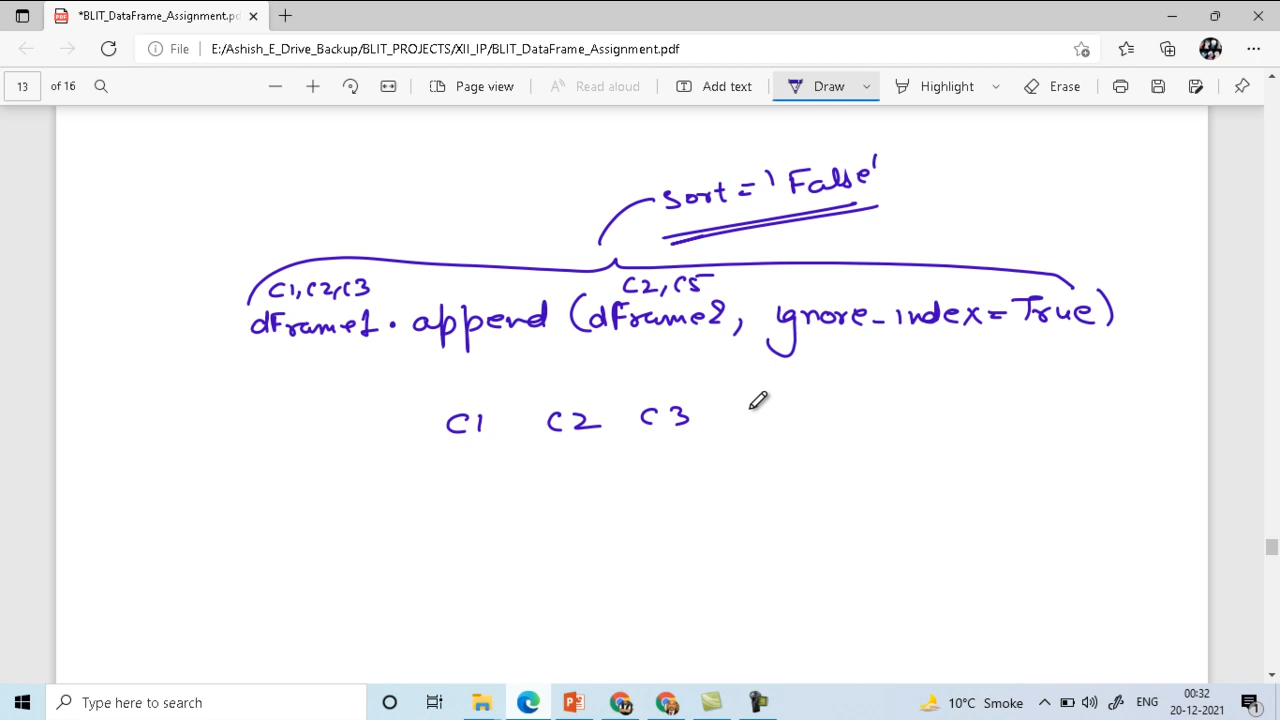 *BLIT_DataFrame_Assignment.pd
File E:/Ashish_E_Drive_Backup/BLIT_PROJECTS/XII_IP/BLIT_DataFrame_Assignment.pdf
13 of 16 Page view Read aloud Add text Draw Highlight Erase
Sort = 'False'
C1, C2, C3 C2, C5
dFrame1.append (dFrame2, ignore_index=True)
C1 C2 C3
Type here to search 10°C Smoke ENG 00:32
20-12-2021 1